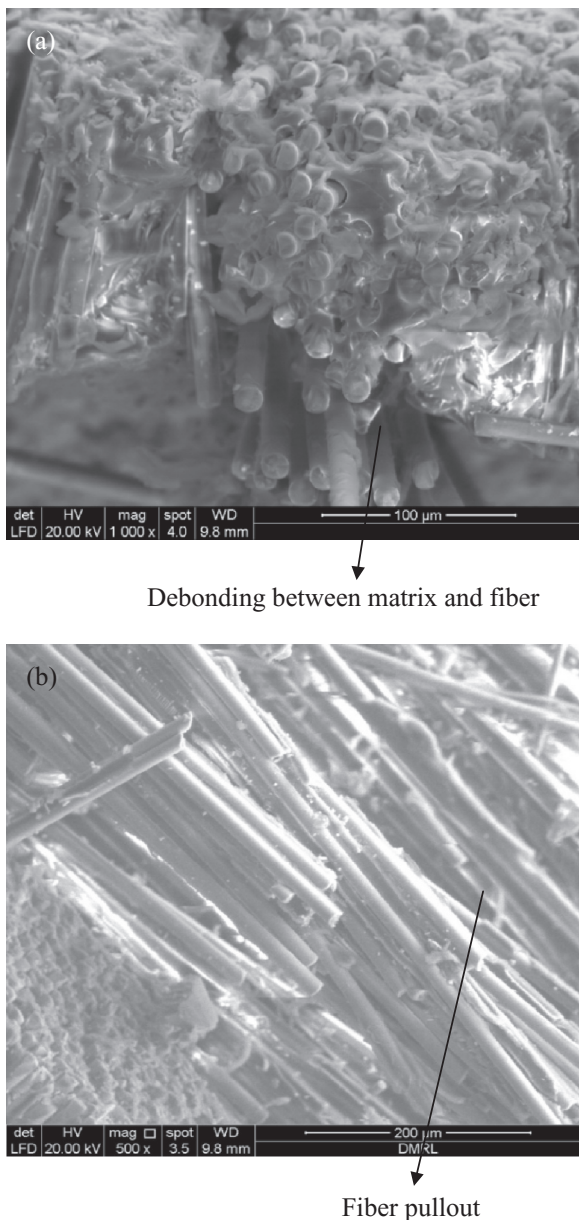 (a)
det HV mag spot WD
LFD 20.00 kV 1 000 x 4.0 9.8 mm 100 µm
Debonding between matrix and fiber
(b)
det HV mag □ spot WD 200 µm
LFD 20.00 kV 500 x 3.5 9.8 mm DMRL
Fiber pullout